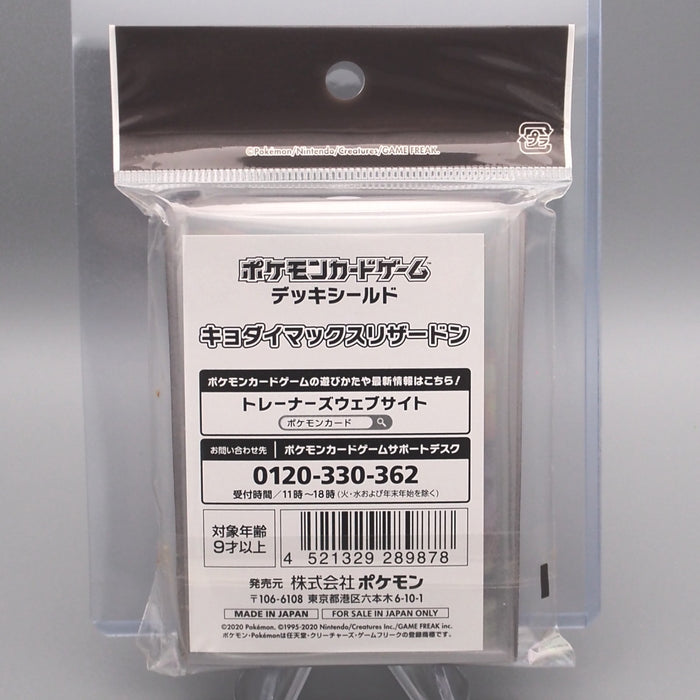 ©Pokémon/Nintendo/Creatures/GAME FREAK.
プラ
ポケモンカードゲーム
デッキシールド
キョダイマックスリザードン
ポケモンカードゲームの遊びかたや最新情報はこちら!
トレーナーズウェブサイト
ポケモンカード
お問い合わせ先 ポケモンカードゲームサポートデスク
0120-330-362
受付時間/11時～18時(火・水および年末年始を除く)
対象年齢
9才以上
4 521329 289878
発売元 株式会社ポケモン
〒106-6108 東京都港区六本木6-10-1
MADE IN JAPAN FOR SALE IN JAPAN ONLY
©2020 Pokémon. ©1995-2020 Nintendo/Creatures Inc./GAME FREAK inc.
ポケモン・Pokémonは任天堂・クリーチャーズ・ゲームフリークの登録商標です。